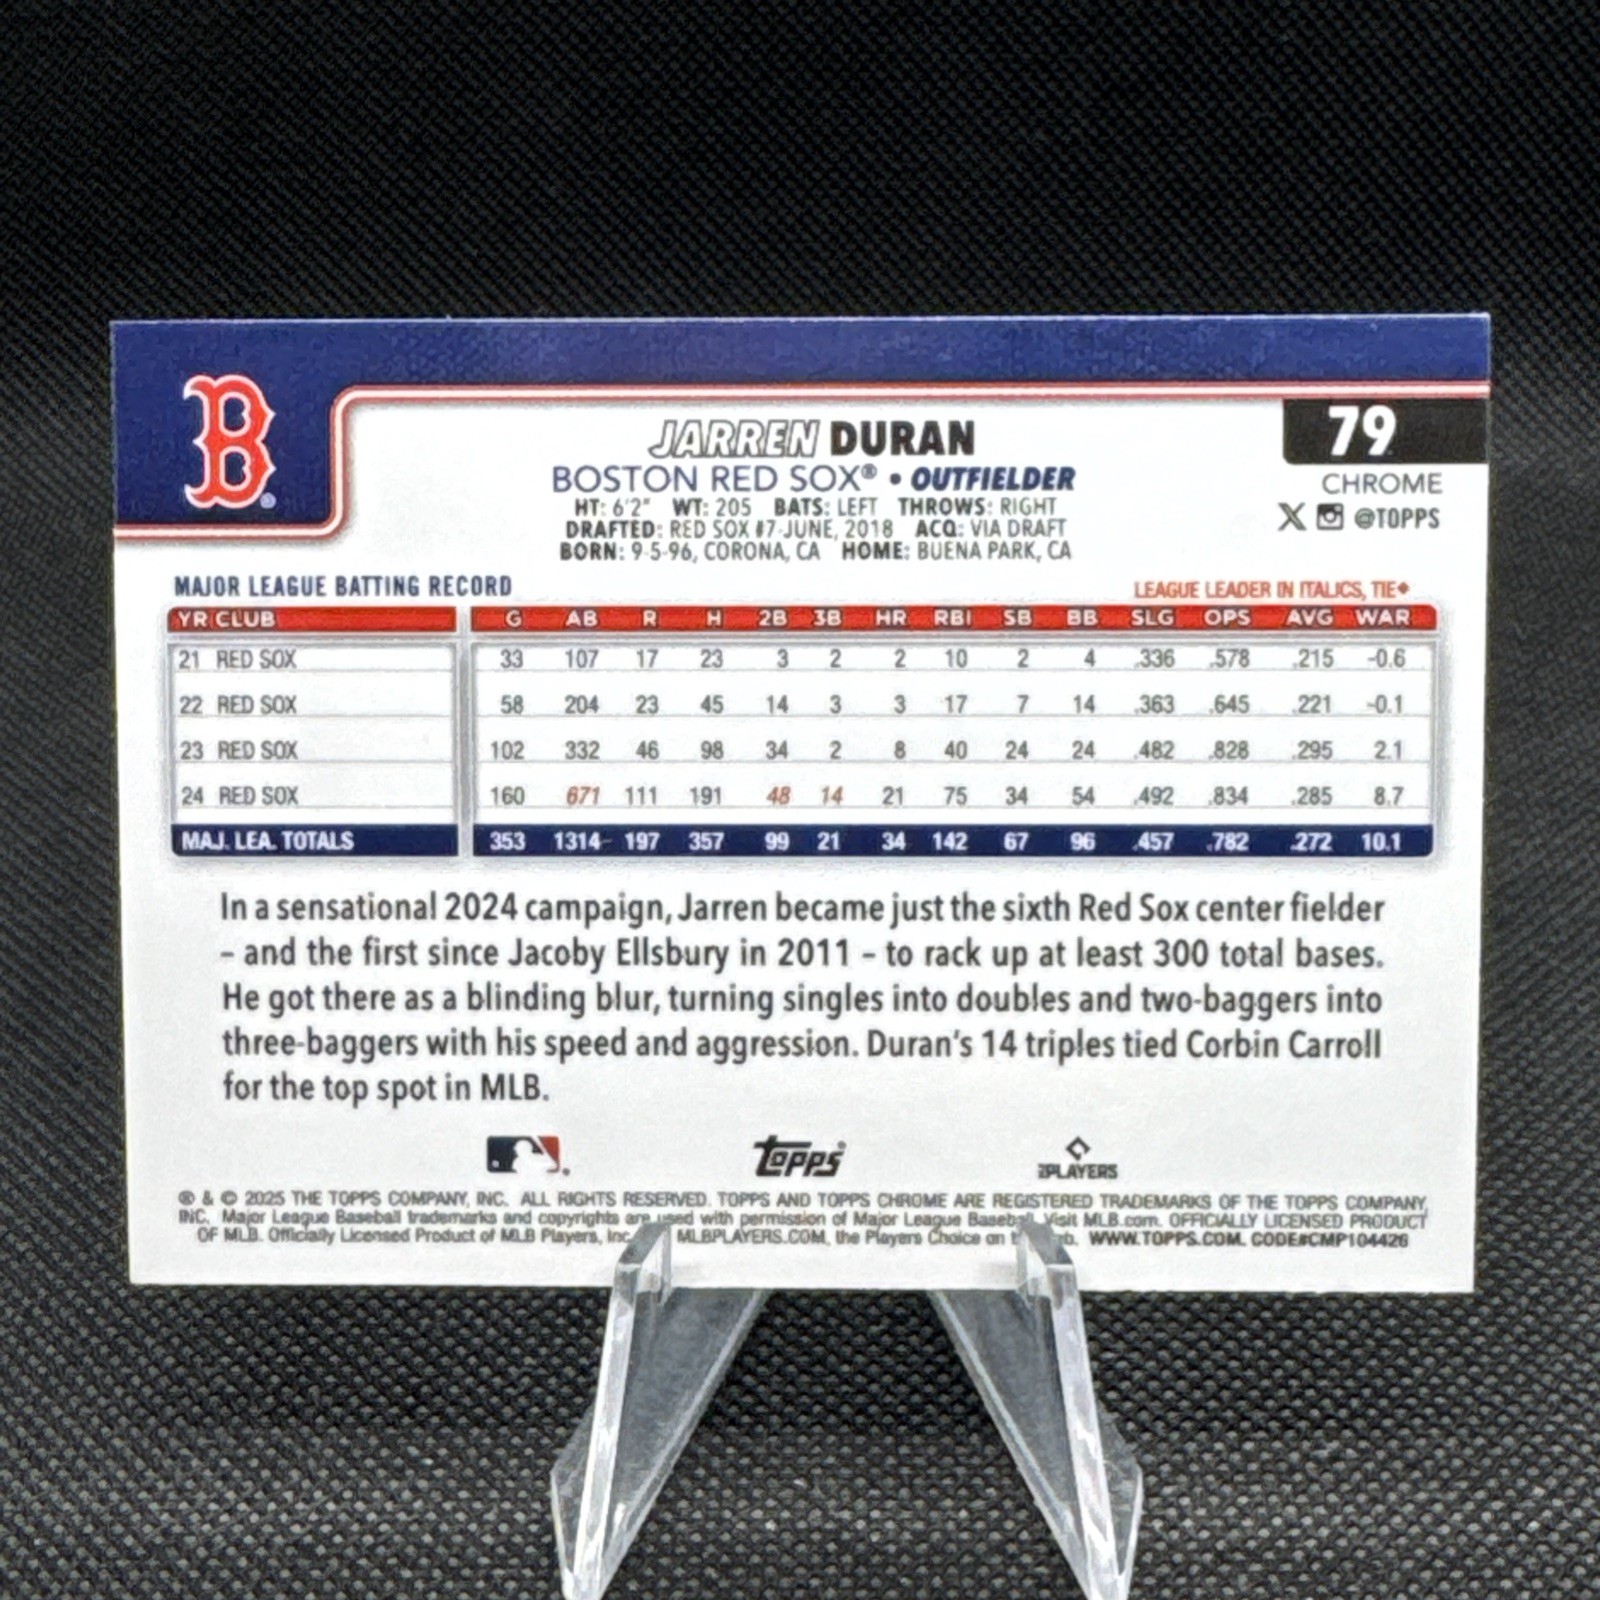 B
JARREN DURAN
79
BOSTON RED SOX® • OUTFIELDER
CHROME
HT: 6'2" WT: 205 BATS: LEFT THROWS: RIGHT
@TOPPS
DRAFTED: RED SOX #7-JUNE, 2018 ACQ: VIA DRAFT
BORN: 9-5-96, CORONA, CA HOME: BUENA PARK, CA
MAJOR LEAGUE BATTING RECORD
LEAGUE LEADER IN ITALICS, TIE◆
YR CLUB G AB R H 2B 3B HR RBI SB BB SLG OPS AVG WAR
21 RED SOX 33 107 17 23 3 2 2 10 2 4 .336 .578 .215 -0.6
22 RED SOX 58 204 23 45 14 3 3 17 7 14 .363 .645 .221 -0.1
23 RED SOX 102 332 46 98 34 2 8 40 24 24 .482 .828 .295 2.1
24 RED SOX 160 671 111 191 48 14 21 75 34 54 .492 .834 .285 8.7
MAJ. LEA. TOTALS 353 1314 197 357 99 21 34 142 67 96 .457 .782 .272 10.1
In a sensational 2024 campaign, Jarren became just the sixth Red Sox center fielder
– and the first since Jacoby Ellsbury in 2011 – to rack up at least 300 total bases.
He got there as a blinding blur, turning singles into doubles and two-baggers into
three-baggers with his speed and aggression. Duran's 14 triples tied Corbin Carroll
for the top spot in MLB.
Topps
PLAYERS
® & © 2025 THE TOPPS COMPANY, INC. ALL RIGHTS RESERVED. TOPPS AND TOPPS CHROME ARE REGISTERED TRADEMARKS OF THE TOPPS COMPANY,
INC. Major League Baseball trademarks and copyrights are used with permission of Major League Baseball. Visit MLB.com. OFFICIALLY LICENSED PRODUCT
OF MLB. Officially Licensed Product of MLB Players, Inc. MLBPLAYERS.COM, the Players Choice on WWW.TOPPS.COM. CODE#CMP104426